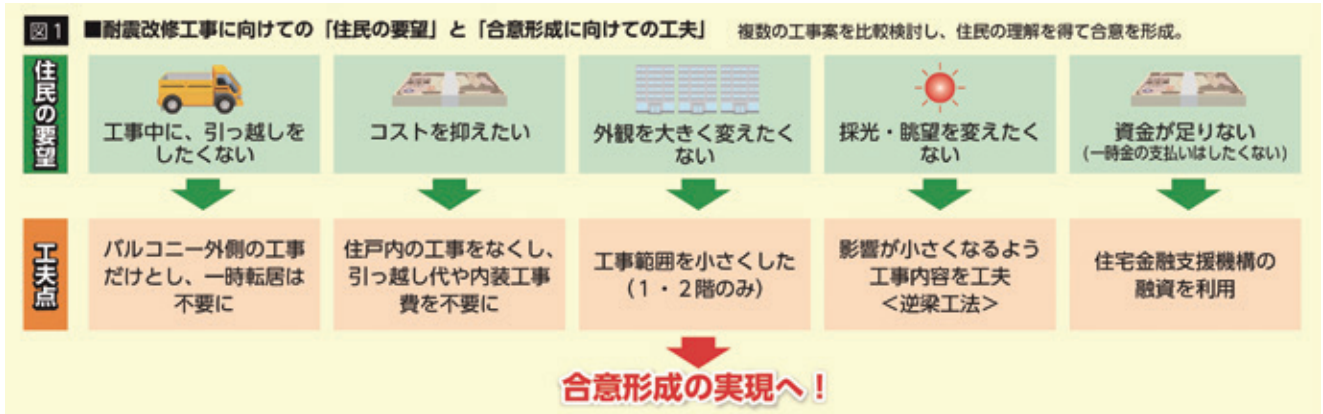 図1 ■耐震改修工事に向けての「住民の要望」と「合意形成に向けての工夫」 複数の工事案を比較検討し、住民の理解を得て合意を形成。
住民の要望
工事中に、引っ越しを
したくない
コストを抑えたい
外観を大きく変えたく
ない
採光・眺望を変えたく
ない
資金が足りない
(一時金の支払いはしたくない)
工夫点
バルコニー外側の工事
だけとし、一時転居は
不要に
住戸内の工事をなくし、
引っ越し代や内装工事
費を不要に
工事範囲を小さくした
(1・2階のみ)
影響が小さくなるよう
工事内容を工夫
<逆梁工法>
住宅金融支援機構の
融資を利用
合意形成の実現へ!